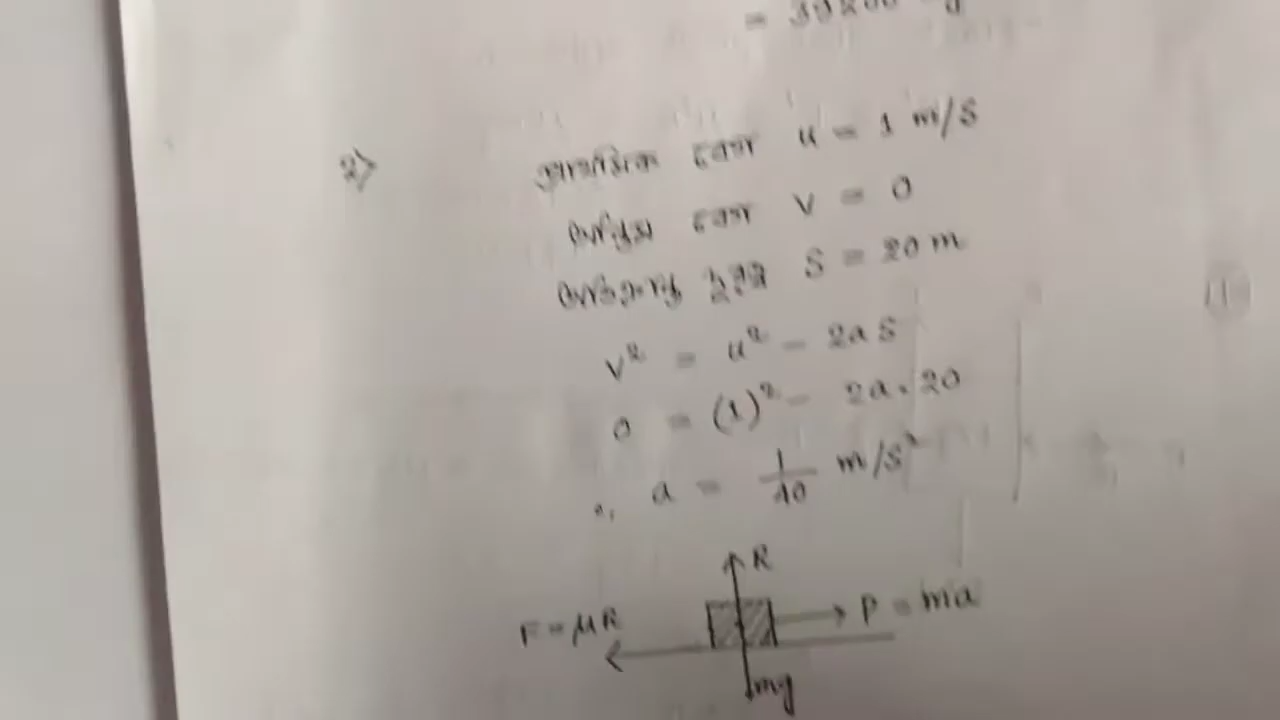 2)
প্রাথমিক বেগ u = 1 m/s
অন্তিম বেগ v = 0
অতিক্রান্ত দূরত্ব s = 20 m
v² = u² - 2as
0 = (1)² - 2a.20
∴ a = 1/40 m/s²
R
F = μR
P = ma
mg